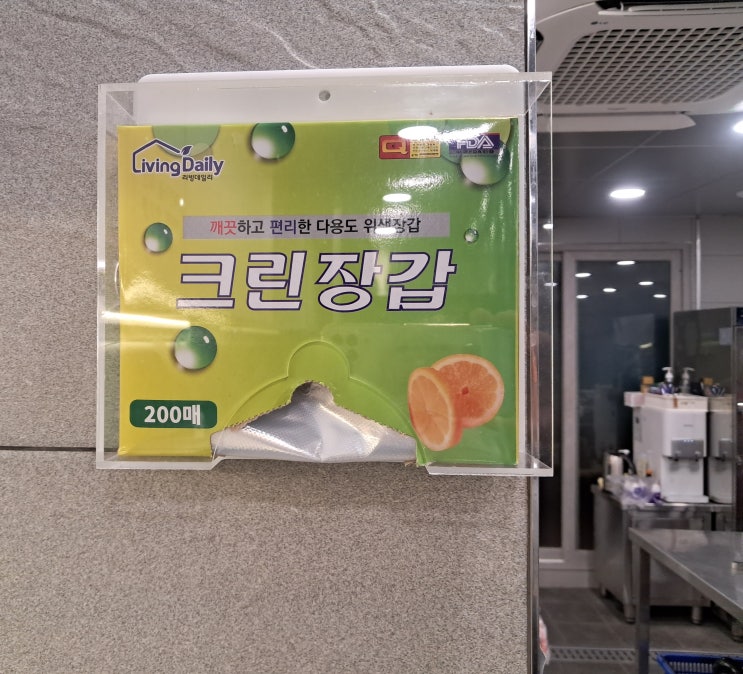 Living Daily
리빙데일리
FDA
깨끗하고 편리한 다용도 위생장갑
크린장갑
200매